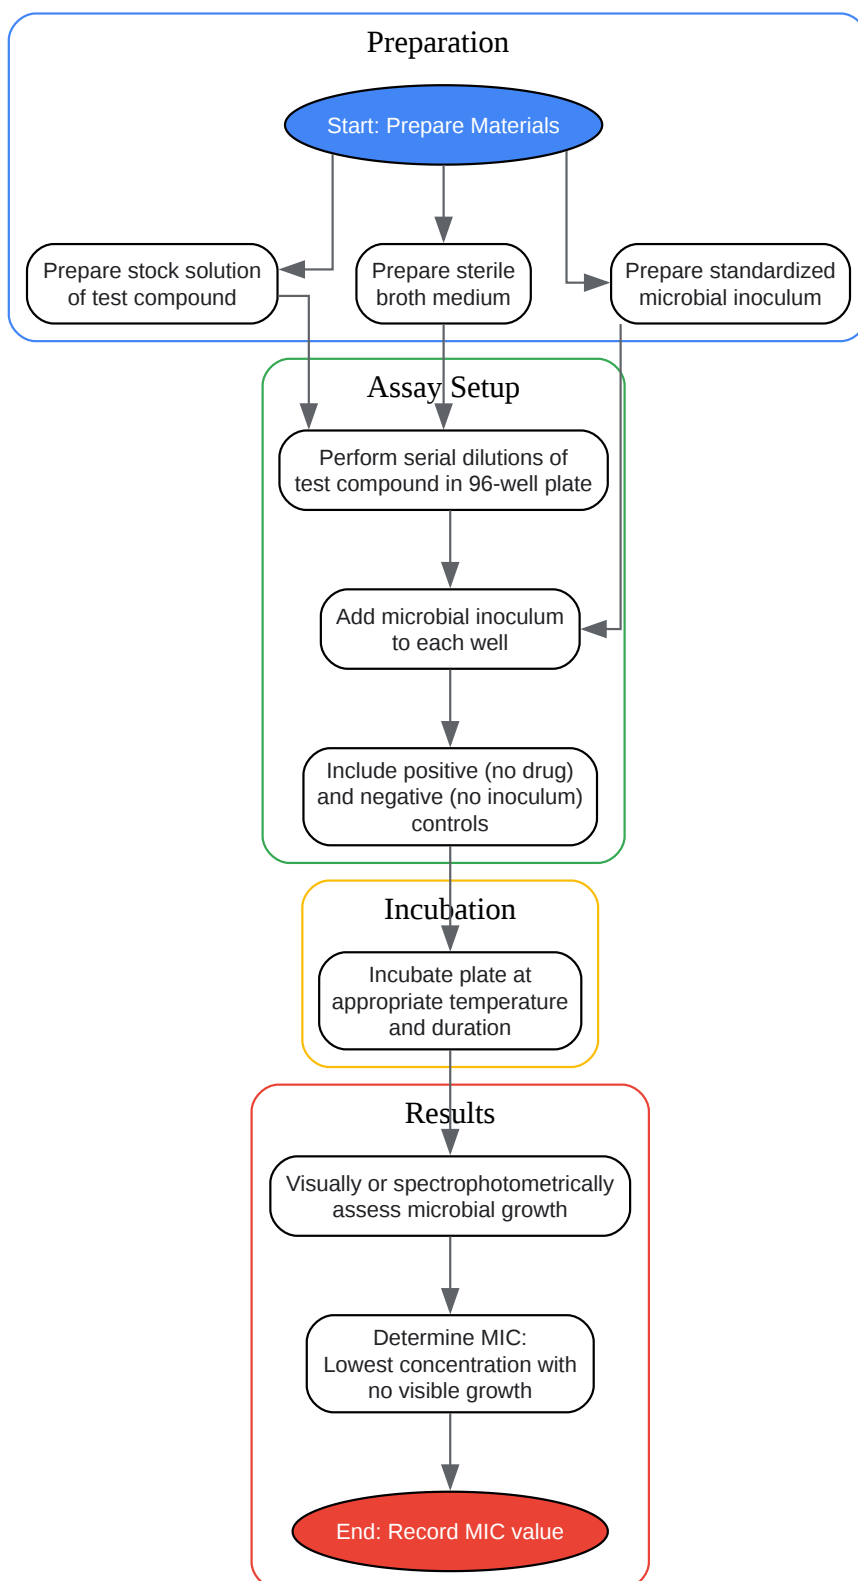 Preparation
Start: Prepare Materials
Prepare stock solution
of test compound
Prepare sterile
broth medium
Prepare standardized
microbial inoculum
Assay Setup
Perform serial dilutions of
test compound in 96-well plate
Add microbial inoculum
to each well
Include positive (no drug)
and negative (no inoculum)
controls
Incubation
Incubate plate at
appropriate temperature
and duration
Results
Visually or spectrophotometrically
assess microbial growth
Determine MIC:
Lowest concentration with
no visible growth
End: Record MIC value